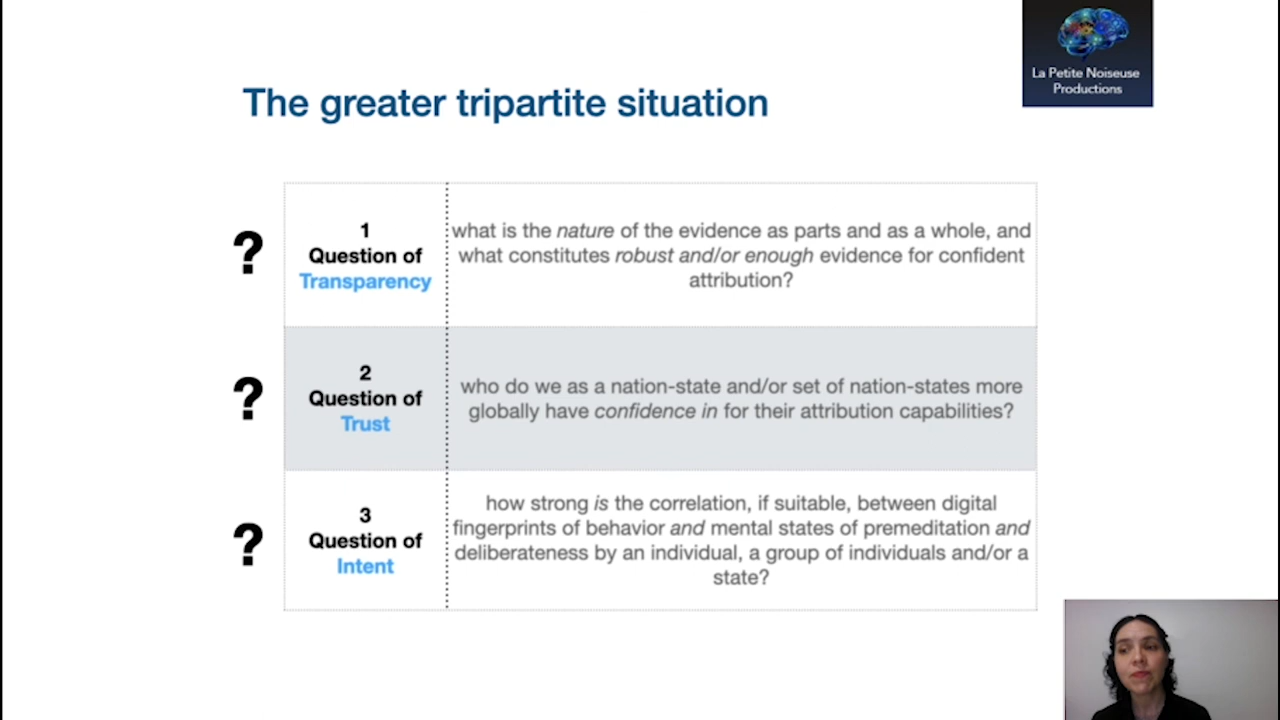 La Petite Noiseuse
Productions
The greater tripartite situation
?
1
Question of
Transparency
what is the nature of the evidence as parts and as a whole, and
what constitutes robust and/or enough evidence for confident
attribution?
?
2
Question of
Trust
who do we as a nation-state and/or set of nation-states more
globally have confidence in for their attribution capabilities?
?
3
Question of
Intent
how strong is the correlation, if suitable, between digital
fingerprints of behavior and mental states of premeditation and
deliberateness by an individual, a group of individuals and/or a
state?